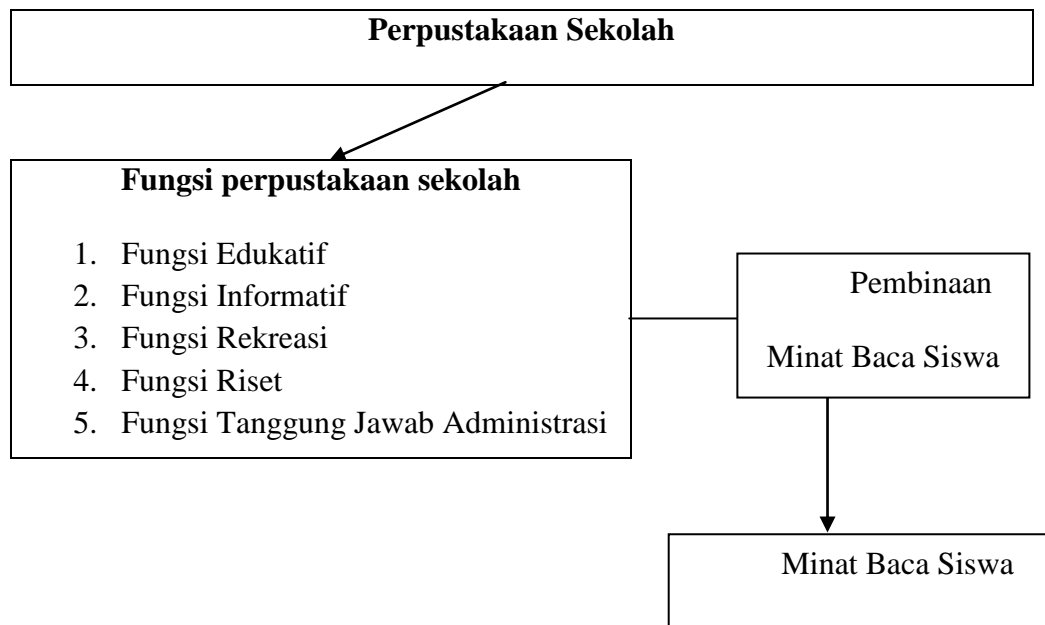 Perpustakaan Sekolah
Fungsi perpustakaan sekolah
1. Fungsi Edukatif
2. Fungsi Informatif
3. Fungsi Rekreasi
4. Fungsi Riset
5. Fungsi Tanggung Jawab Administrasi
Pembinaan
Minat Baca Siswa
Minat Baca Siswa